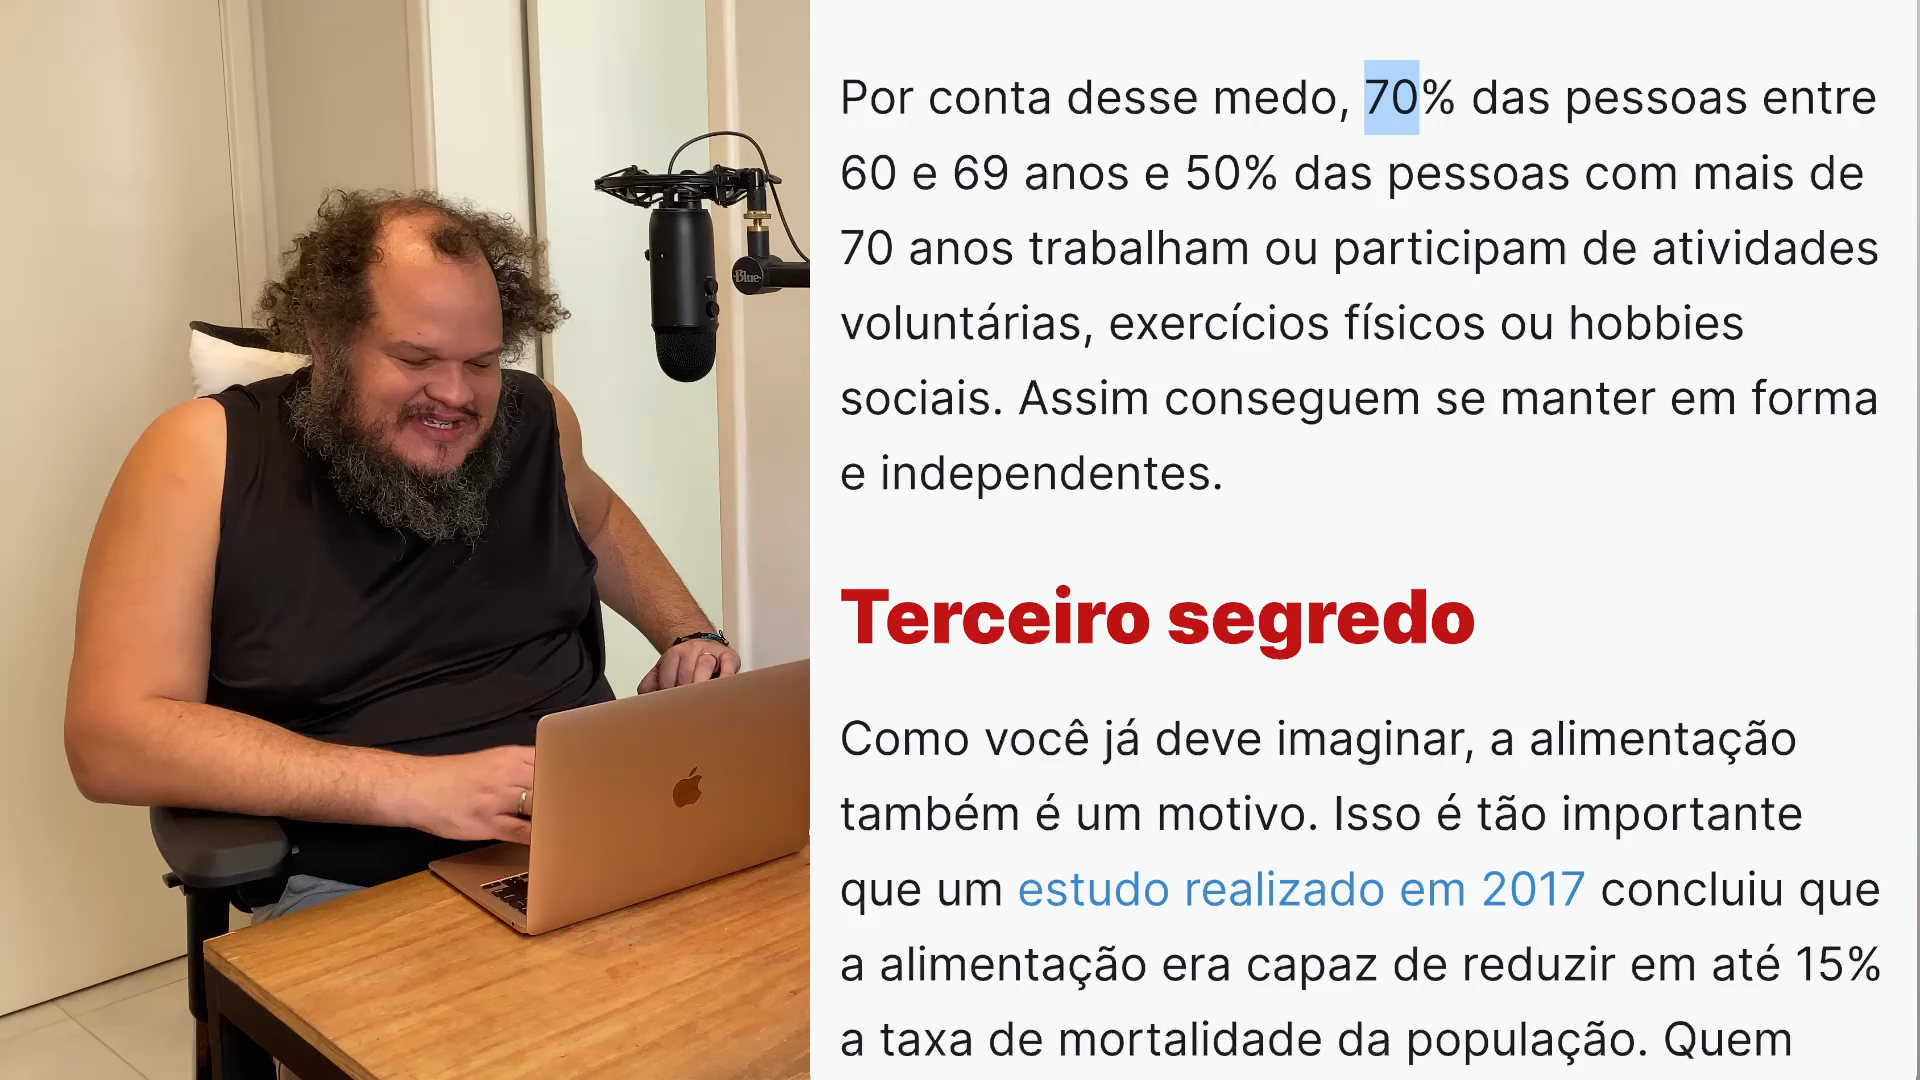 Blue
Por conta desse medo, 70% das pessoas entre
60 e 69 anos e 50% das pessoas com mais de
70 anos trabalham ou participam de atividades
voluntárias, exercícios físicos ou hobbies
sociais. Assim conseguem se manter em forma
e independentes.
Terceiro segredo
Como você já deve imaginar, a alimentação
também é um motivo. Isso é tão importante
que um estudo realizado em 2017 concluiu que
a alimentação era capaz de reduzir em até 15%
a taxa de mortalidade da população. Quem